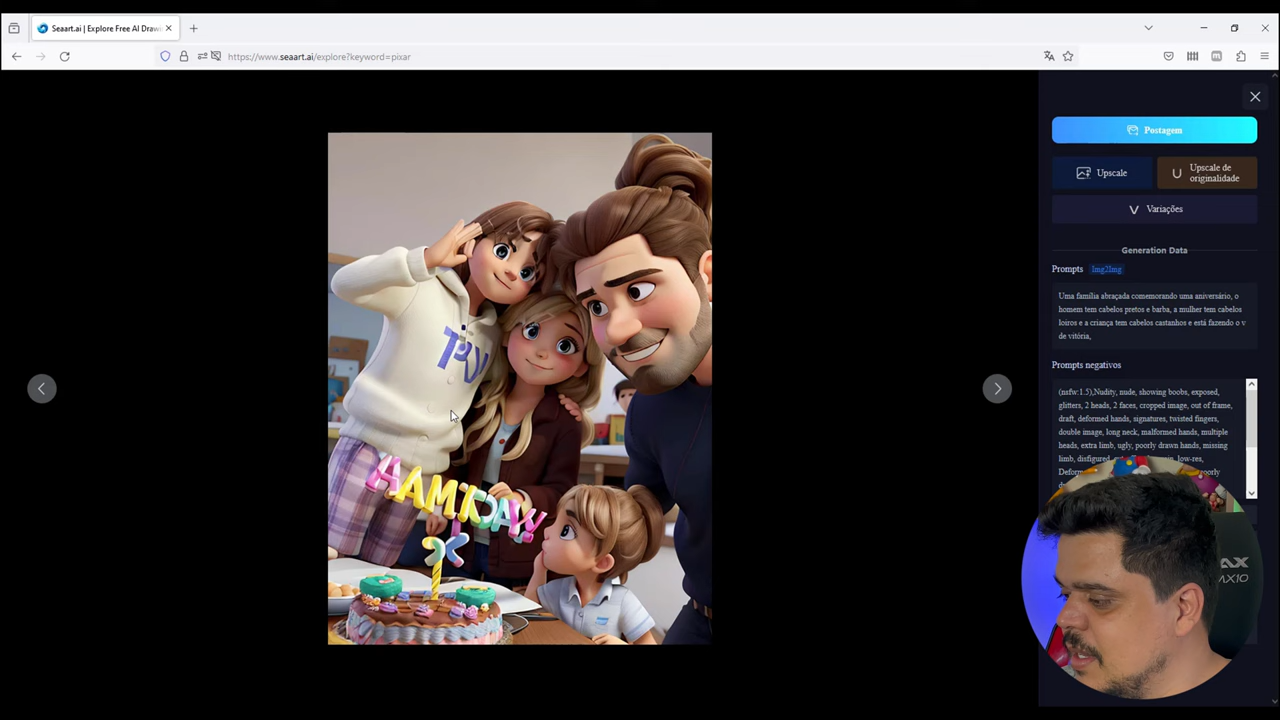 Seaart.ai | Explore Free AI Drawi
https://www.seaart.ai/explore?keyword=pixar
Postagem
Upscale
Upscale de
originalidade
Variações
Generation Data
Prompts Img2Img
Uma família abraçada comemorando uma aniversário, o
homem tem cabelos pretos e barba, a mulher tem cabelos
loiros e a criança tem cabelos castanhos e está fazendo o v
de vitória,
Prompts negativos
(nsfw:1.5),Nudity, nude, showing boobs, exposed,
glitters, 2 heads, 2 faces, cropped image, out of frame,
draft, deformed hands, signatures, twisted fingers,
double image, long neck, malformed hands, multiple
heads, extra limb, ugly, poorly drawn hands, missing
limb, disfigured, low-res,